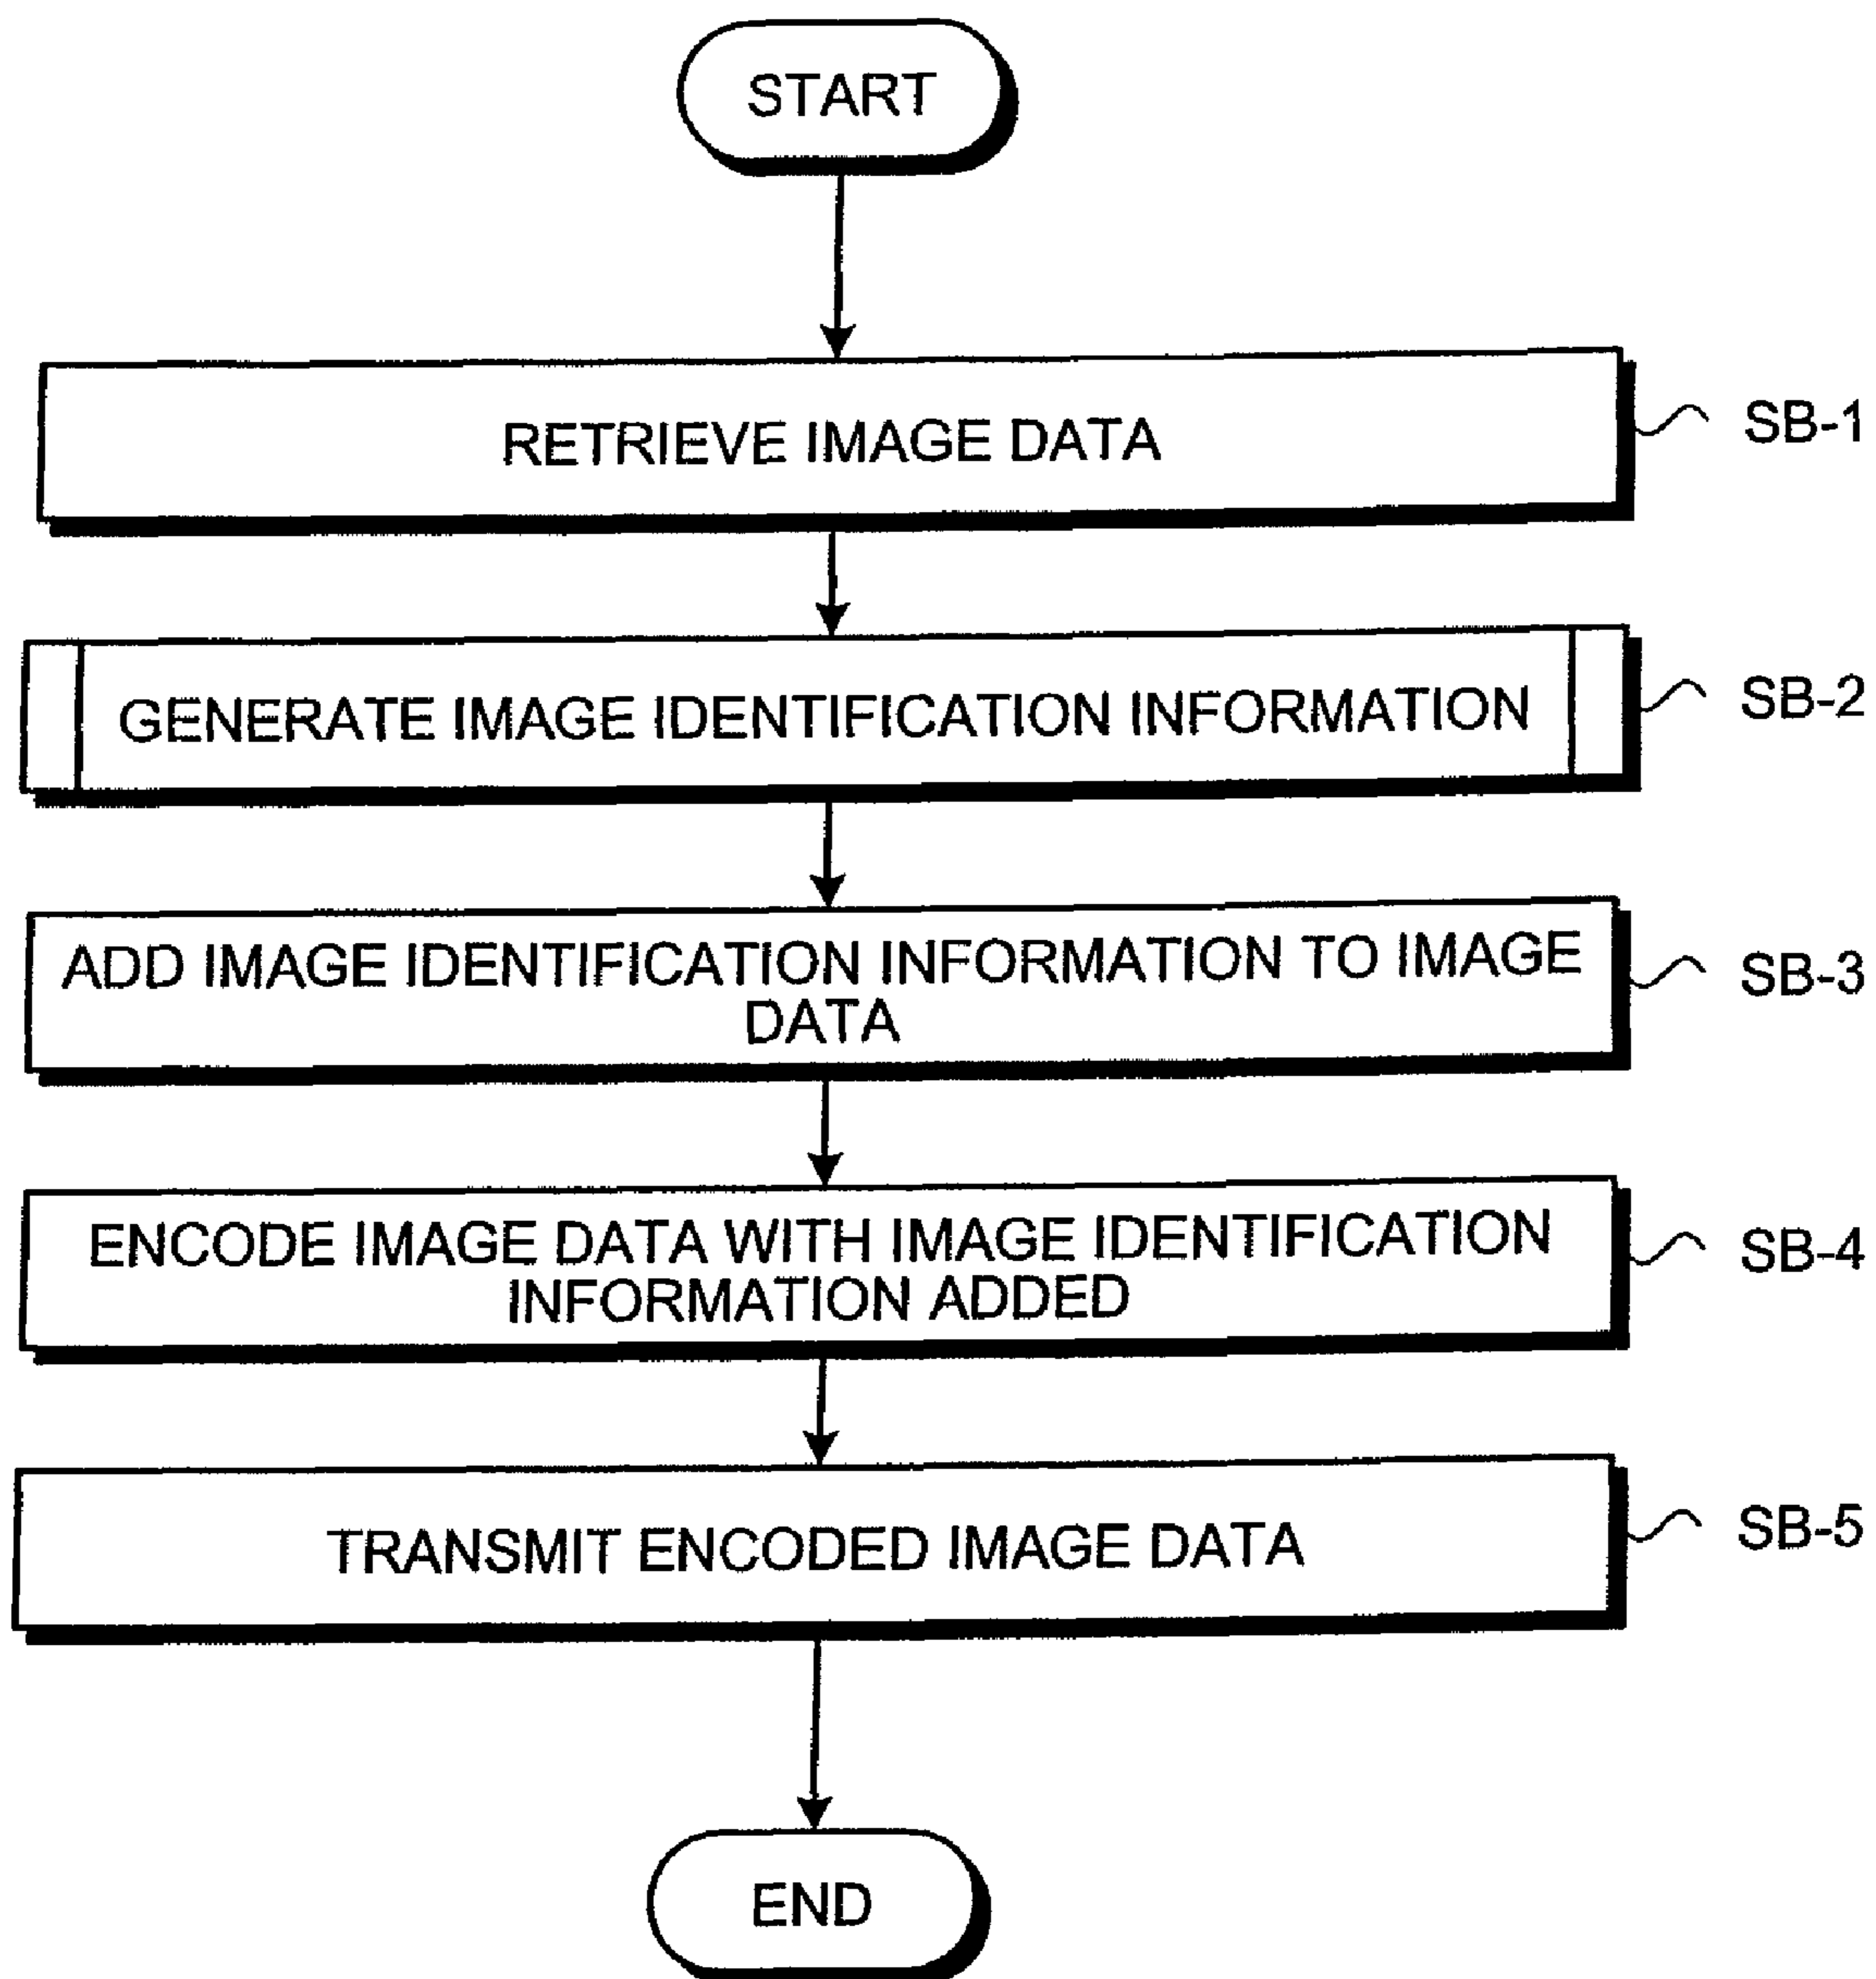 START
RETRIEVE IMAGE DATA
SB-1
GENERATE IMAGE IDENTIFICATION INFORMATION
SB-2
ADD IMAGE IDENTIFICATION INFORMATION TO IMAGE
DATA
SB-3
ENCODE IMAGE DATA WITH IMAGE IDENTIFICATION
INFORMATION ADDED
SB-4
TRANSMIT ENCODED IMAGE DATA
SB-5
END